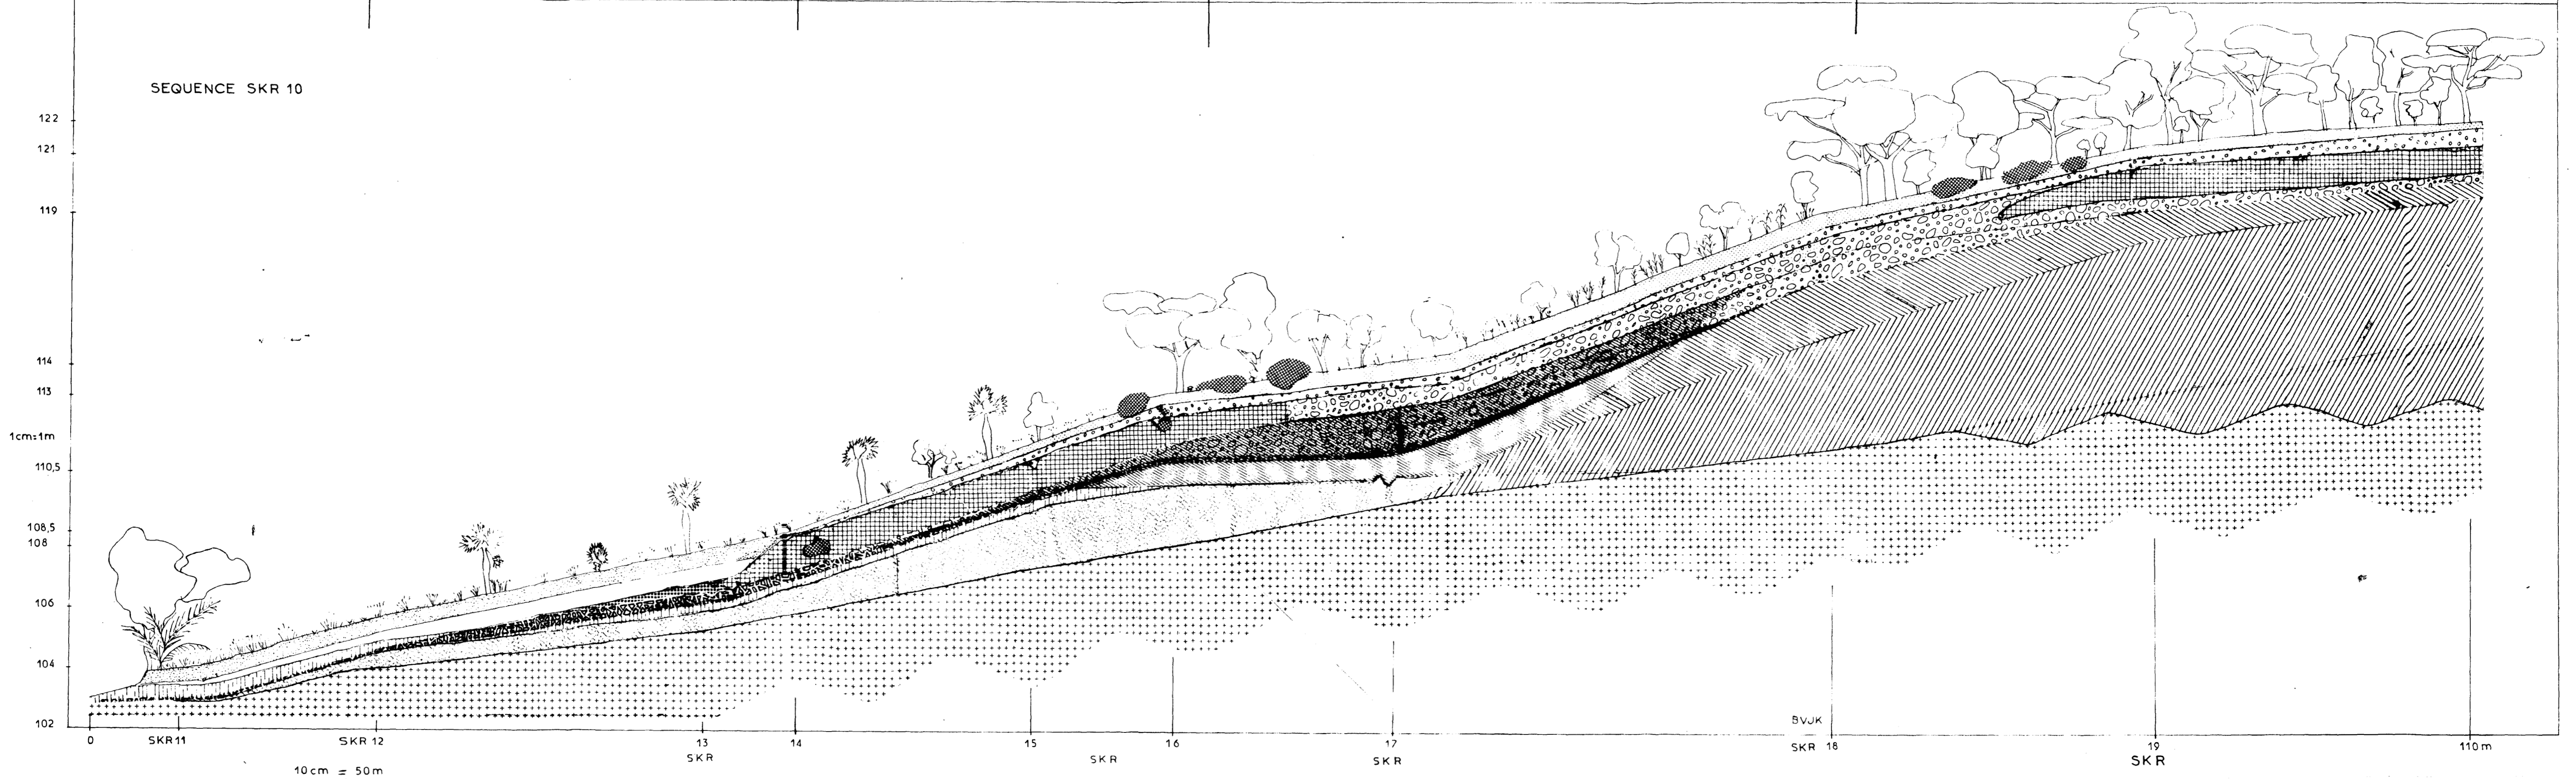 SEQUENCE SKR 10
122
121
119
114
113
1cm=1m
110,5
108,5
108
106
104
102
0 SKR11 SKR 12 13 14 15 16 17 BVJK SKR 18 19 110 m
SKR SKR SKR SKR
10cm = 50m